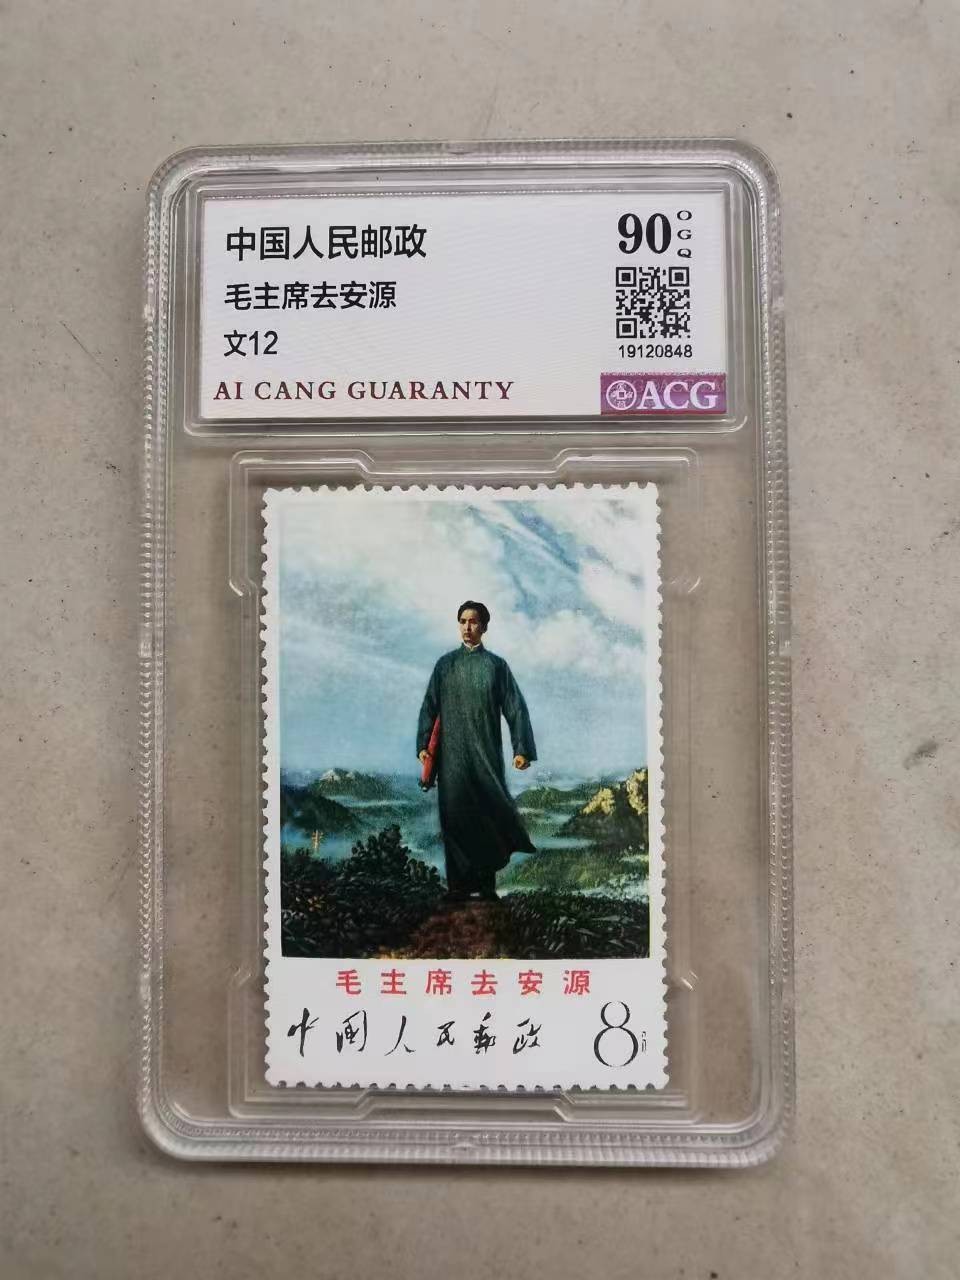 中国人民邮政
毛主席去安源
文12
90
OGQ
19120848
AI CANG GUARANTY
ACG
毛主席去安源
中国人民邮政
8分